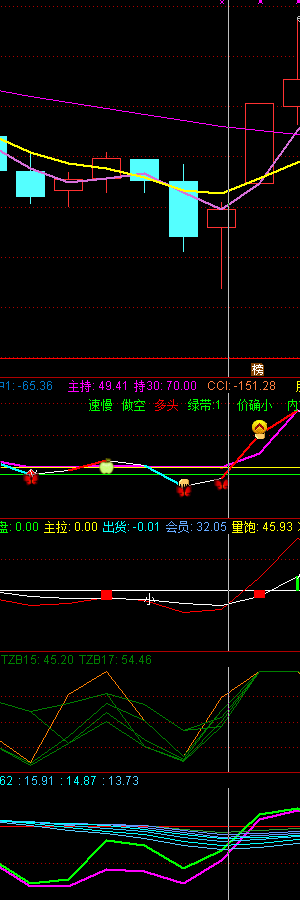 榜
1: -65.36 主持: 49.41 持30: 70.00 CCI: -151.28
速慢 做空 多头 绿带:1 价确小 内
盘: 0.00 主拉: 0.00 出货: -0.01 会员: 32.05 量饱: 45.93
TZB15: 45.20 TZB17: 54.46
62 : 15.91 : 14.87 : 13.73